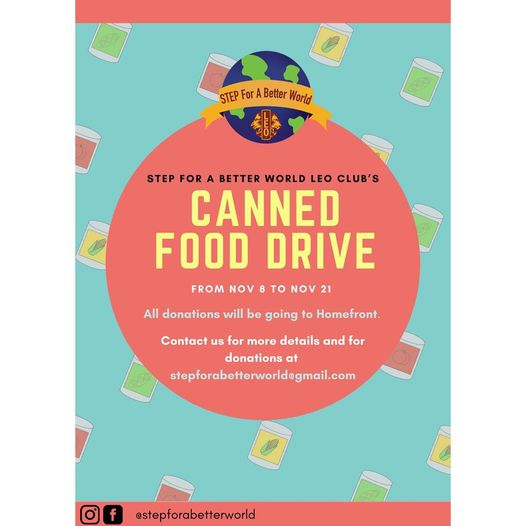 STEP For A Better World
LEO
STEP FOR A BETTER WORLD LEO CLUB'S
CANNED
FOOD DRIVE
FROM NOV 8 TO NOV 21
All donations will be going to Homefront.
Contact us for more details and for
donations at
stepforabetterworld@gmail.com
@stepforabetterworld